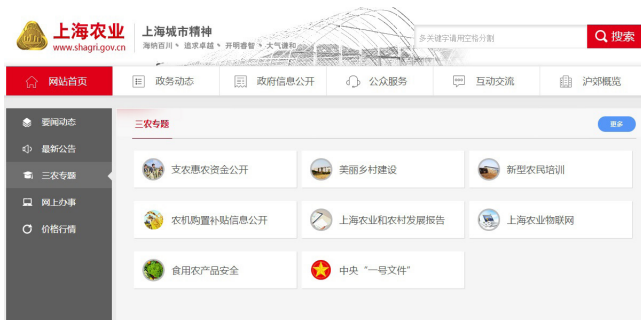 上海农业
www.shagri.gov.cn
上海城市精神
海纳百川、追求卓越、开明睿智、大气谦和
多关键字请用空格分割
搜索
网站首页
政务动态
政府信息公开
公众服务
互动交流
沪郊概览
要闻动态
最新公告
三农专题
网上办事
价格行情
三农专题
更多
支农惠农资金公开
美丽乡村建设
新型农民培训
农机购置补贴信息公开
上海农业和农村发展报告
上海农业物联网
食用农产品安全
中央“一号文件”